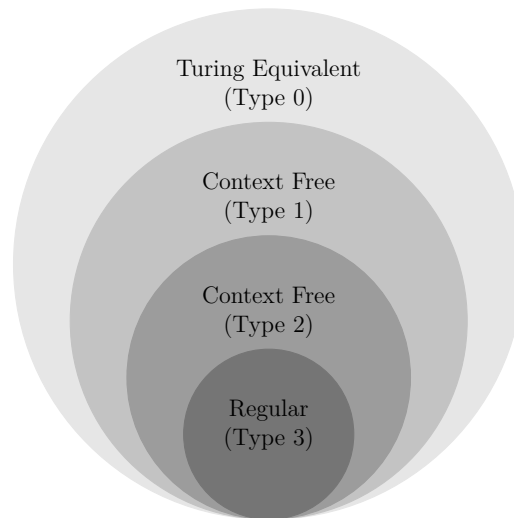 Turing Equivalent
(Type 0)
Context Free
(Type 1)
Context Free
(Type 2)
Regular
(Type 3)